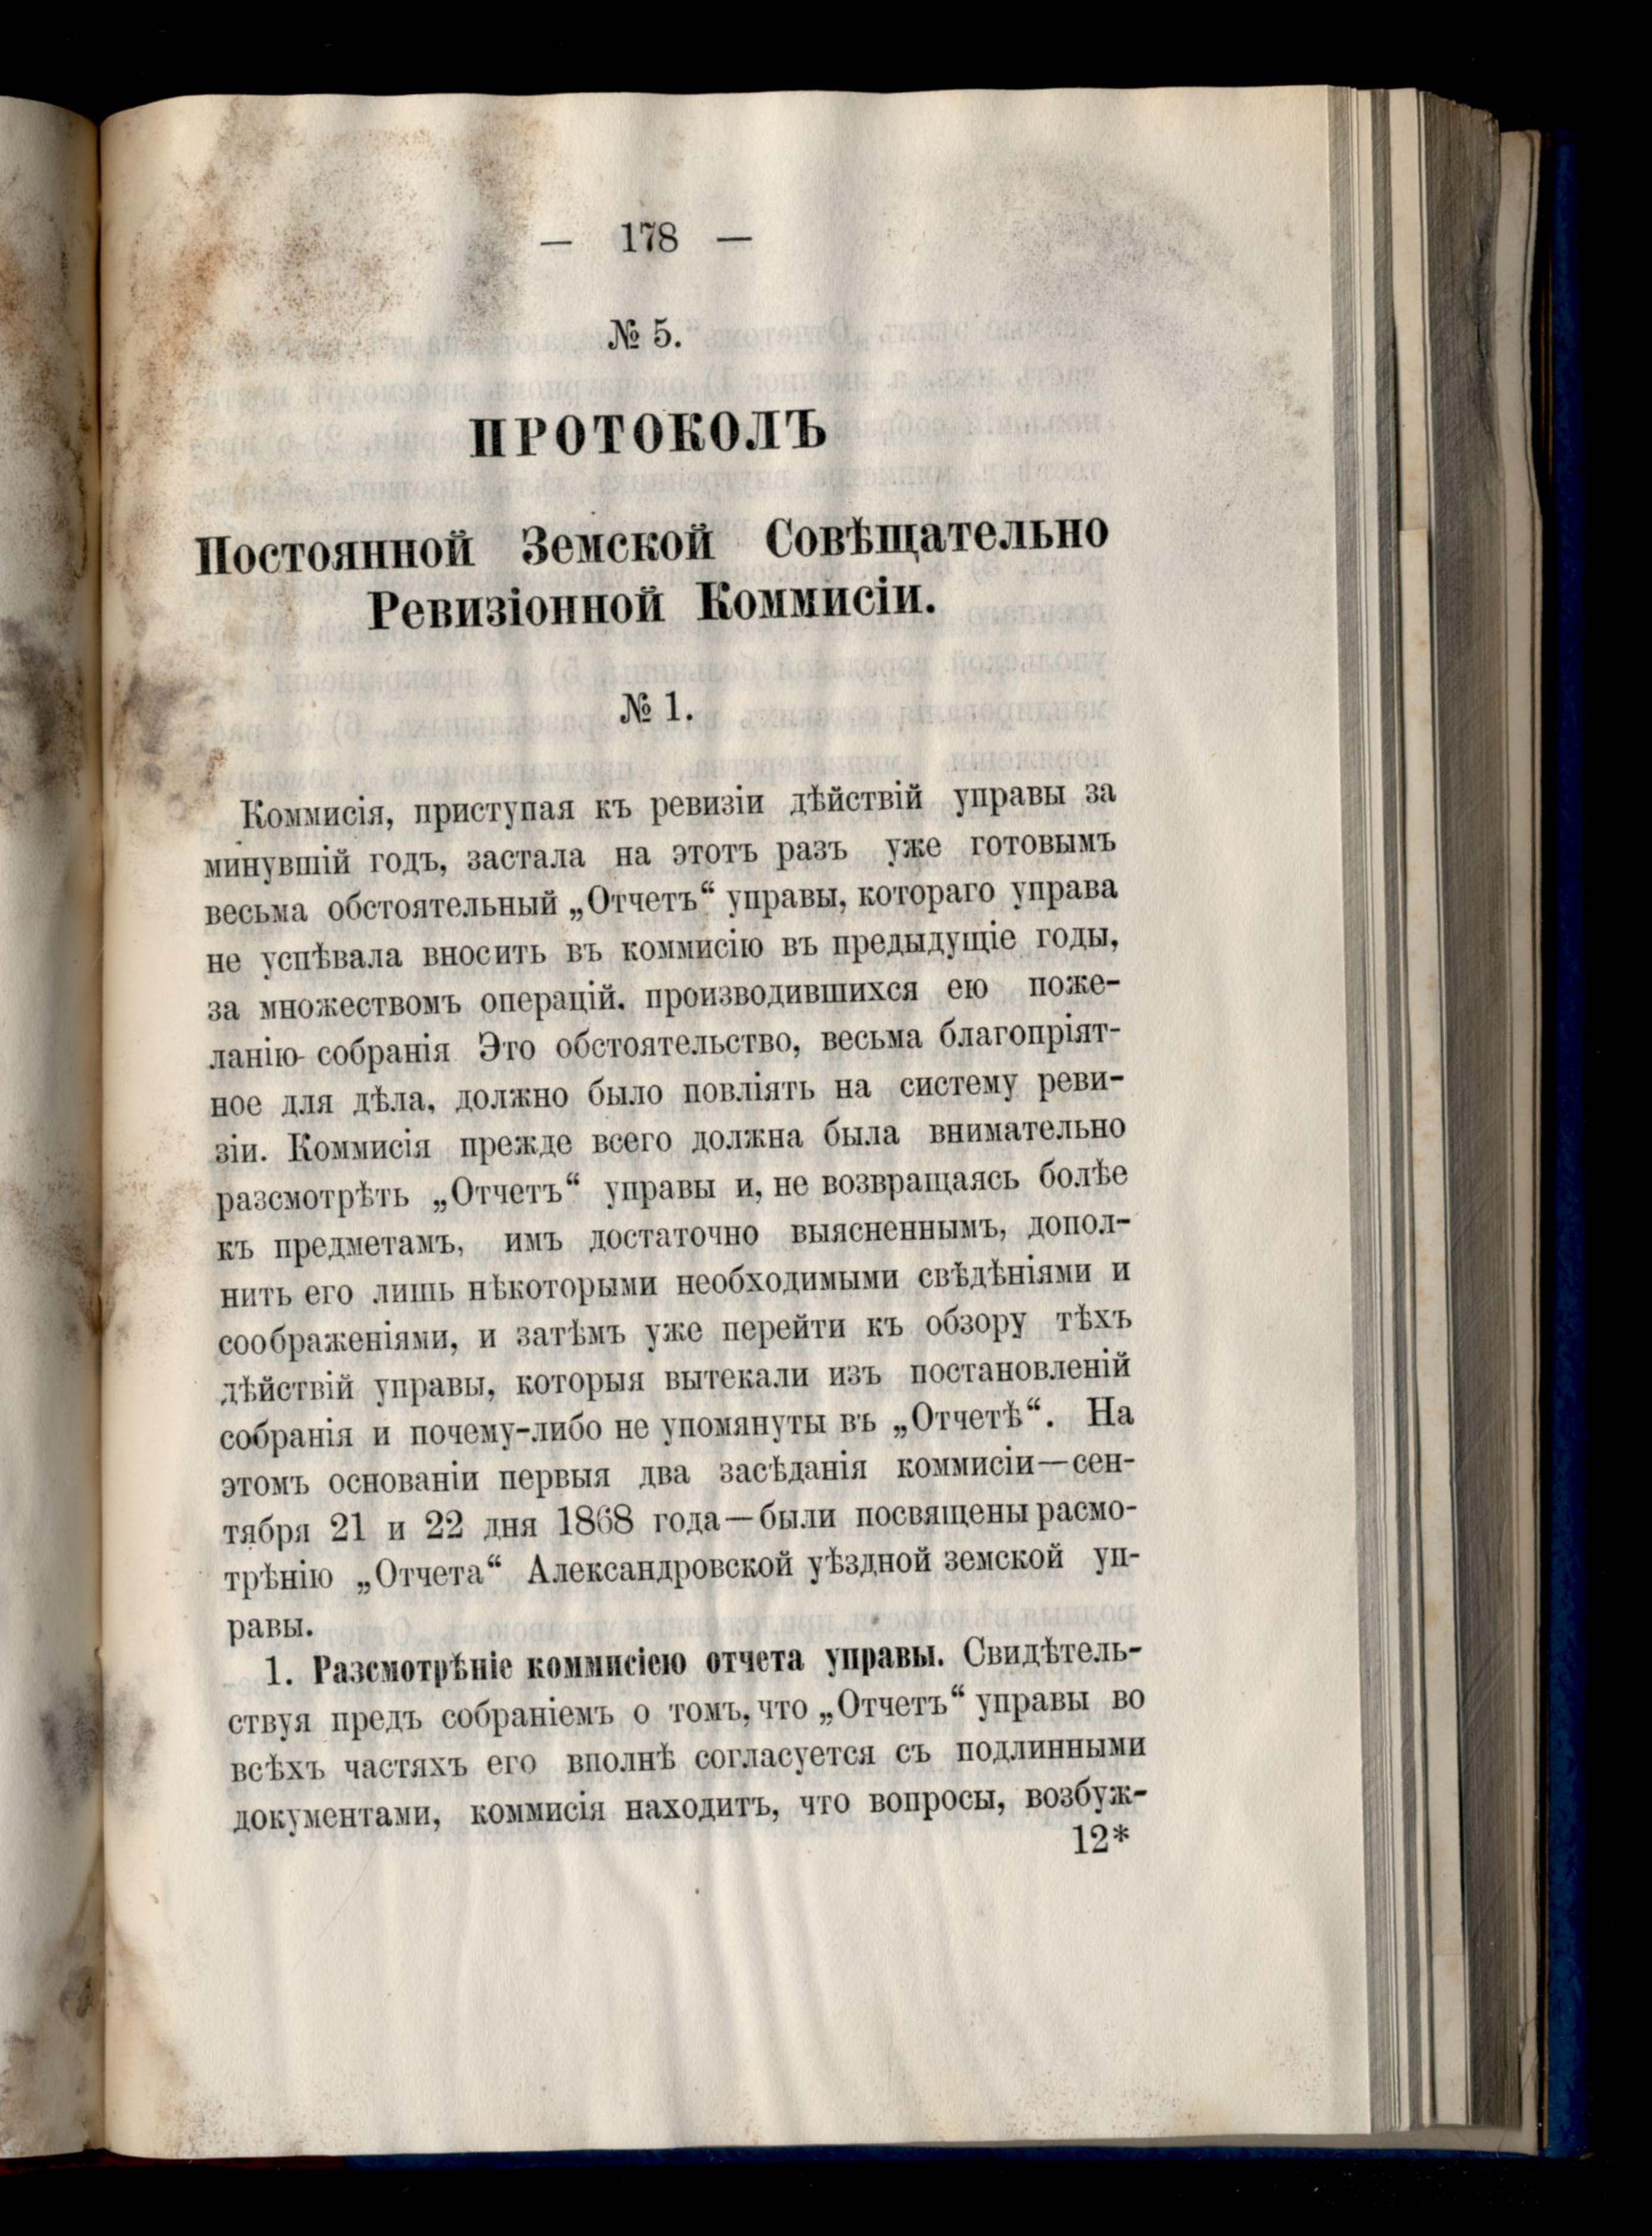 — 178 —
№ 5.
ПРОТОКОЛЪ
Постоянной Земской Совѣщательно
Ревизіонной Коммисіи.
№ 1.
Коммисія, приступая къ ревизіи дѣйствій управы за
минувшій годъ, застала на этотъ разъ уже готовымъ
весьма обстоятельный „Отчетъ“ управы, котораго управа
не успѣвала вносить въ коммисію въ предыдущіе годы,
за множествомъ операцій. производившихся ею поже-
ланію собранія Это обстоятельство, весьма благопріят-
ное для дѣла, должно было повліять на систему реви-
зіи. Коммисія прежде всего должна была внимательно
разсмотрѣть „Отчетъ“ управы и, не возвращаясь болѣе
къ предметамъ, имъ достаточно выясненнымъ, допол-
нить его лишь нѣкоторыми необходимыми свѣдѣніями и
соображеніями, и затѣмъ уже перейти къ обзору тѣхъ
дѣйствій управы, которыя вытекали изъ постановленій
собранія и почему-либо не упомянуты въ „Отчетѣ“. На
этомъ основаніи первыя два засѣданія коммисіи—сен-
тября 21 и 22 дня 1868 года—были посвящены расмо-
трѣнію „Отчета“ Александровской уѣздной земской уп-
равы.
1. Разсмотрѣніе коммисіею отчета управы. Свидѣтель-
ствуя предъ собраніемъ о томъ, что „Отчетъ“ управы во
всѣхъ частяхъ его вполнѣ согласуется съ подлинными
документами, коммисія находитъ, что вопросы, возбуж-
12*